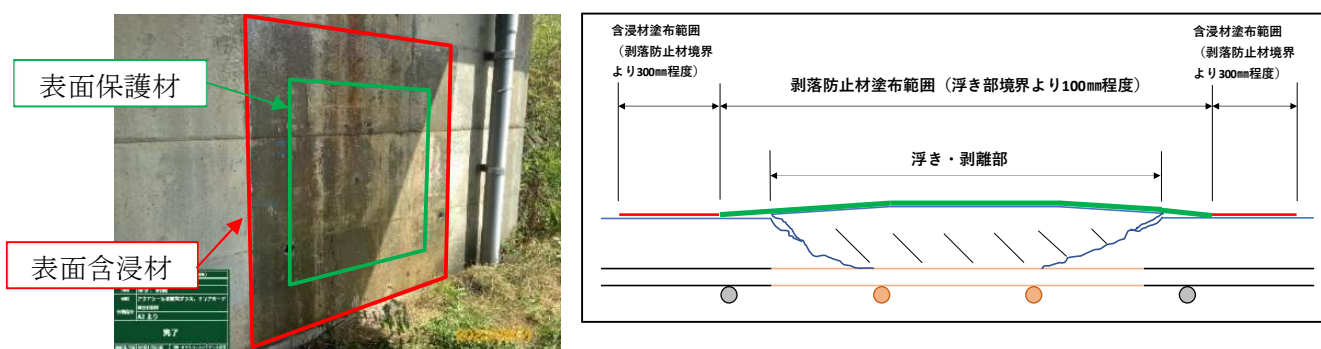 表面保護材
表面含浸材
完了
含浸材塗布範囲
（剥落防止材境界
より300㎜程度）
剥落防止材塗布範囲（浮き部境界より100㎜程度）
含浸材塗布範囲
（剥落防止材境界
より300㎜程度）
浮き・剥離部